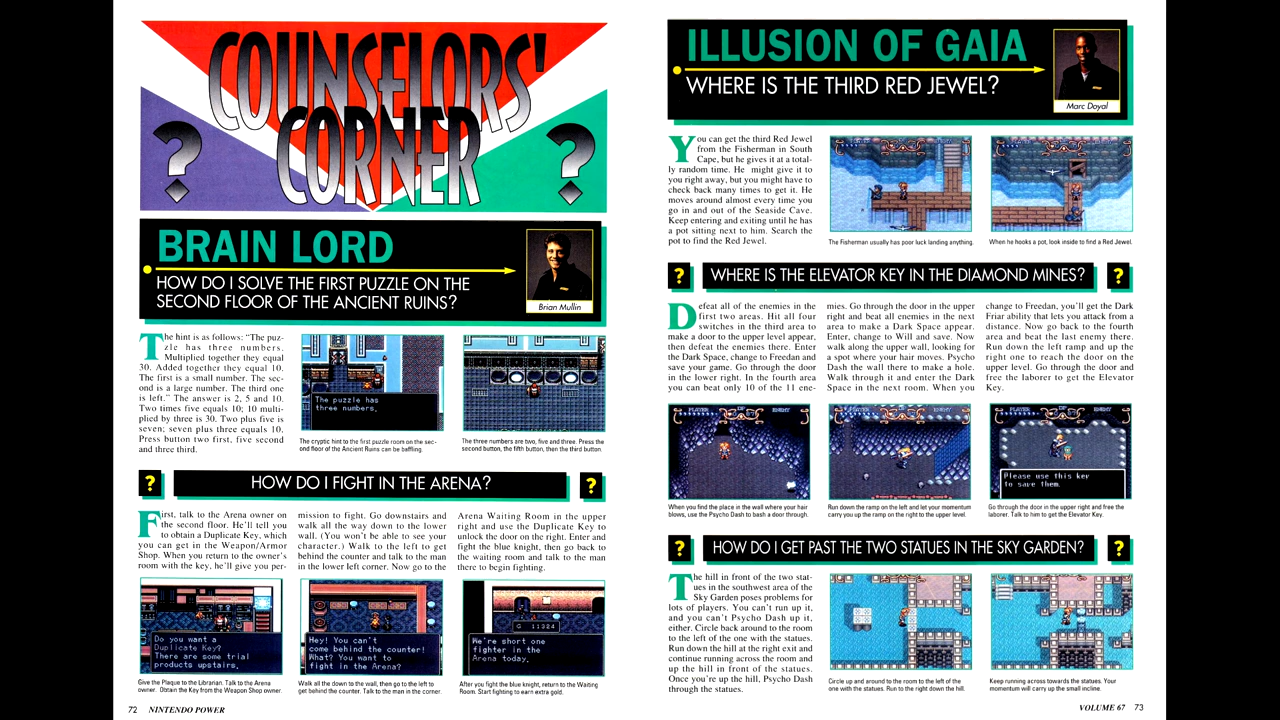 COUNSELORS'
CORNER
?
?
BRAIN LORD
HOW DO I SOLVE THE FIRST PUZZLE ON THE
SECOND FLOOR OF THE ANCIENT RUINS?
Brian Mullin
The hint is as follows: "The puz-
zle has three numbers.
Multiplied together they equal
30. Added together they equal 10.
The first is a small number. The sec-
ond is a large number. The third one
is left." The answer is 2, 5 and 10.
Two times five equals 10; 10 multi-
plied by three is 30. Two plus five is
seven; seven plus three equals 10.
Press button two first, five second
and three third.
The puzzle has
three numbers,
The cryptic hint to the first puzzle room on the sec-
ond floor of the Ancient Ruins can be baffling.
The three numbers are two, five and three. Press the
second button, the fifth button, then the third button.
?
HOW DO I FIGHT IN THE ARENA?
?
First, talk to the Arena owner on
the second floor. He'll tell you
to obtain a Duplicate Key, which
you can get in the Weapon/Armor
Shop. When you return to the owner's
room with the key, he'll give you per-
mission to fight. Go downstairs and
walk all the way down to the lower
wall. (You won't be able to see your
character.) Walk to the left to get
behind the counter and talk to the man
in the lower left corner. Now go to the
Arena Waiting Room in the upper
right and use the Duplicate Key to
unlock the door on the right. Enter and
fight the blue knight, then go back to
the waiting room and talk to the man
there to begin fighting.
Do you want a
Duplicate Key?
There are some trial
products upstairs,
Hey! You can't
come behind the counter!
What? You want to
fight in the Arena?
G 11324
We're short one
fighter in the
Arena today,
Give the Plaque to the Librarian. Talk to the Arena
owner. Obtain the Key from the Weapon Shop owner.
Walk all the down to the wall, then go to the left to
get behind the counter. Talk to the man in the corner.
After you fight the blue knight, return to the Waiting
Room. Start fighting to earn extra gold.
72 NINTENDO POWER
ILLUSION OF GAIA
WHERE IS THE THIRD RED JEWEL?
Marc Doyal
You can get the third Red Jewel
from the Fisherman in South
Cape, but he gives it at a total-
ly random time. He might give it to
you right away, but you might have to
check back many times to get it. He
moves around almost every time you
go in and out of the Seaside Cave.
Keep entering and exiting until he has
a pot sitting next to him. Search the
pot to find the Red Jewel.
The Fisherman usually has poor luck landing anything.
When he hooks a pot, look inside to find a Red Jewel.
?
WHERE IS THE ELEVATOR KEY IN THE DIAMOND MINES?
?
Defeat all of the enemies in the
first two areas. Hit all four
switches in the third area to
make a door to the upper level appear,
then defeat the enemies there. Enter
the Dark Space, change to Freedan and
save your game. Go through the door
in the lower right. In the fourth area
you can beat only 10 of the 11 ene-
mies. Go through the door in the upper
right and beat all enemies in the next
area to make a Dark Space appear.
Enter, change to Will and save. Now
walk along the upper wall, looking for
a spot where your hair moves. Psycho
Dash the wall there to make a hole.
Walk through it and enter the Dark
Space in the next room. When you
change to Freedan, you'll get the Dark
Friar ability that lets you attack from a
distance. Now go back to the fourth
area and beat the last enemy there.
Run down the left ramp and up the
right one to reach the door on the
upper level. Go through the door and
free the laborer to get the Elevator
Key.
PLAYER ENEMY
PLAYER ENEMY
PLAYER ENEMY
Please use this key
to save them.
When you find the place in the wall where your hair
blows, use the Psycho Dash to bash a door through.
Run down the ramp on the left and let your momentum
carry you up the ramp on the right to the upper level.
Go through the door in the upper right and free the
laborer. Talk to him to get the Elevator Key.
?
HOW DO I GET PAST THE TWO STATUES IN THE SKY GARDEN?
?
The hill in front of the two stat-
ues in the southwest area of the
Sky Garden poses problems for
lots of players. You can't run up it,
and you can't Psycho Dash up it,
either. Circle back around to the room
to the left of the one with the statues.
Run down the hill at the right exit and
continue running across the room and
up the hill in front of the statues.
Once you're up the hill, Psycho Dash
through the statues.
Circle up and around to the room to the left of the
one with the statues. Run to the right down the hill.
Keep running across towards the statues. Your
momentum will carry up the small incline.
VOLUME 67 73